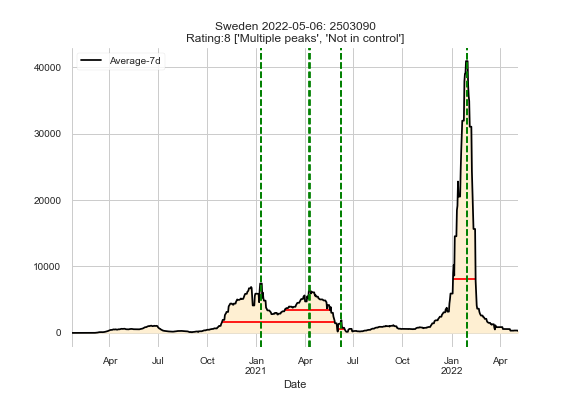 Sweden 2022-05-06: 2503090
Rating:8 ['Multiple peaks', 'Not in control']
Average-7d
40000
30000
20000
10000
0
Apr Jul Oct Jan Apr Jul Oct Jan Apr
2021 2022
Date